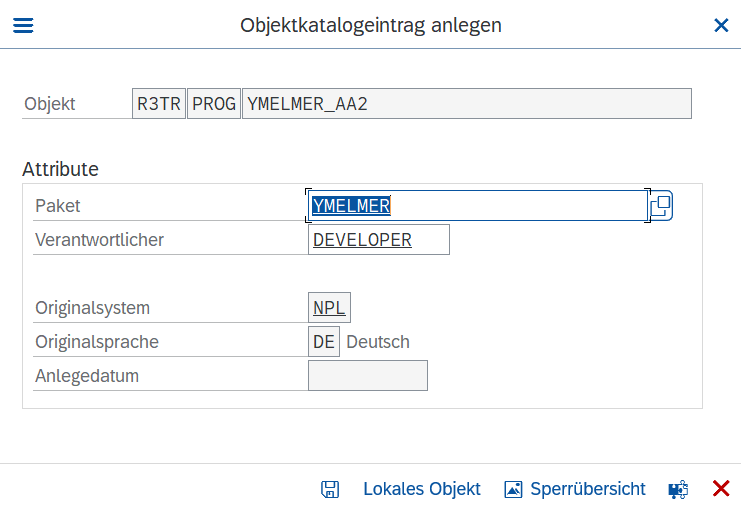 Objektkatalogeintrag anlegen
Objekt R3TR PROG YMELMER_AA2
Attribute
Paket YMELMER
Verantwortlicher DEVELOPER
Originalsystem NPL
Originalsprache DE Deutsch
Anlegedatum
Lokales Objekt Sperrübersicht